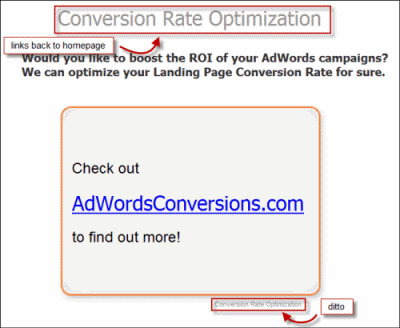 Conversion Rate Optimization
links back to homepage
Would you like to boost the ROI of your AdWords campaigns?
We can optimize your Landing Page Conversion Rate for sure.
Check out
AdWordsConversions.com
to find out more!
Conversion Rate Optimization
ditto